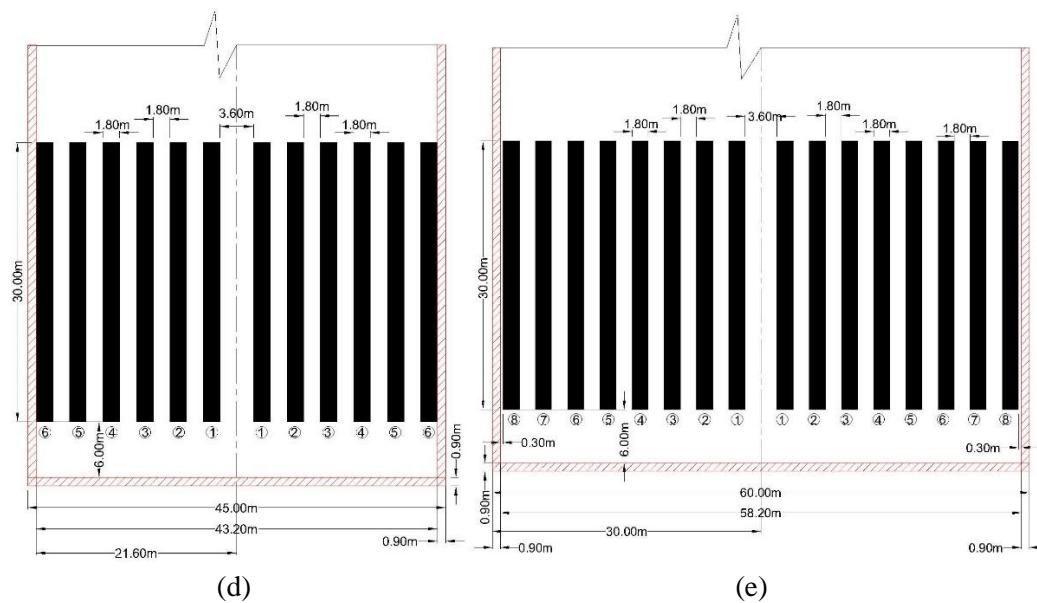 1.80m 1.80m 3.60m 1.80m 1.80m
30.00m
⑥ ⑤ ④ ③ ② ① ① ② ③ ④ ⑤ ⑥
6.00m
0.90m
45.00m
43.20m
0.90m
21.60m
(d)
1.80m 1.80m 3.60m 1.80m 1.80m 1.80m
30.00m
⑧ ⑦ ⑥ ⑤ ④ ③ ② ① ① ② ③ ④ ⑤ ⑥ ⑦ ⑧
0.30m 6.00m 0.30m
0.90m
60.00m
58.20m
30.00m
0.90m 0.90m
(e)